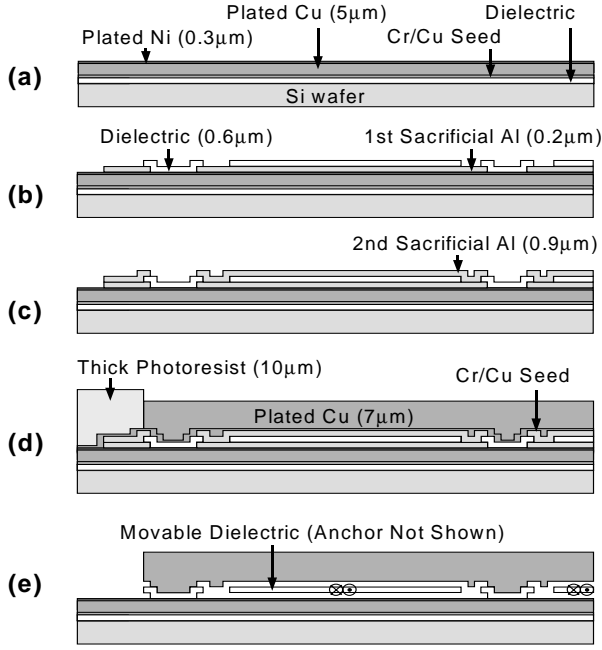 Plated Cu (5μm)
Dielectric
Plated Ni (0.3μm)
Cr/Cu Seed
(a)
Si wafer
Dielectric (0.6μm)
1st Sacrificial Al (0.2μm)
(b)
2nd Sacrificial Al (0.9μm)
(c)
Thick Photoresist (10μm)
Cr/Cu Seed
Plated Cu (7μm)
(d)
Movable Dielectric (Anchor Not Shown)
(e)